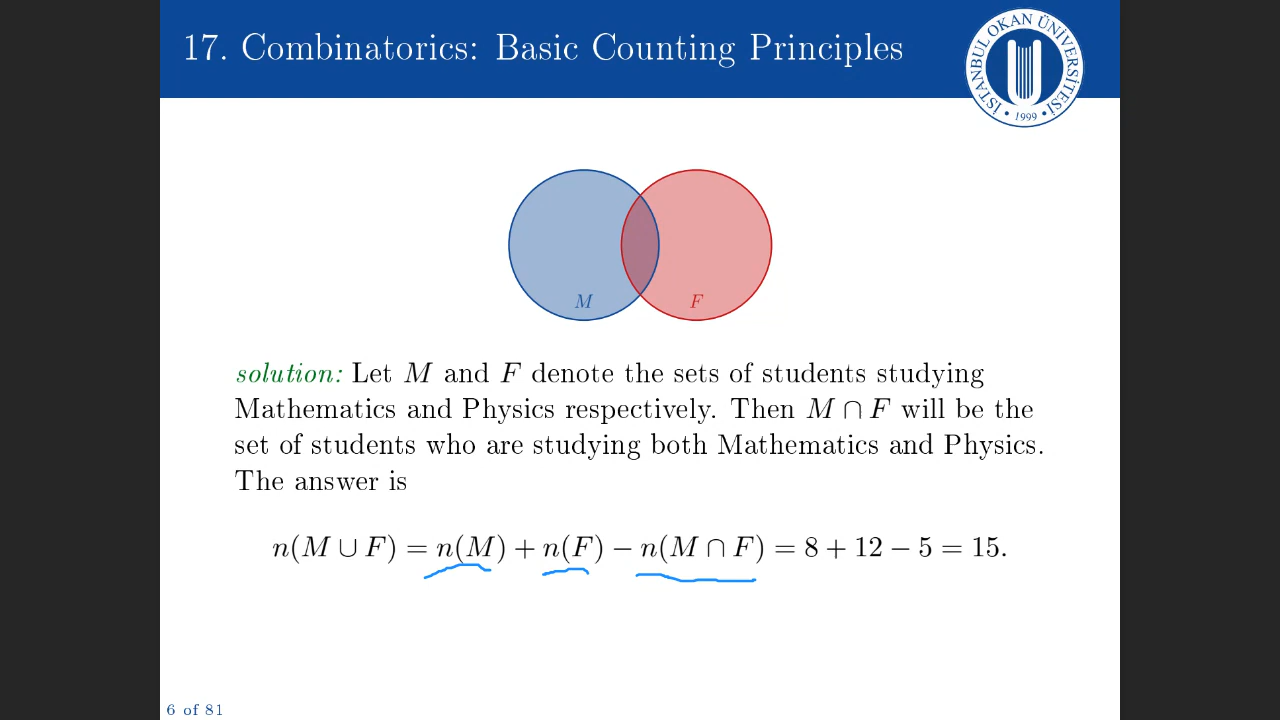 17. Combinatorics: Basic Counting Principles
İSTANBUL OKAN ÜNİVERSİTESİ
• 1999 •
M
F
solution: Let M and F denote the sets of students studying
Mathematics and Physics respectively. Then M ∩ F will be the
set of students who are studying both Mathematics and Physics.
The answer is
n(M ∪ F) = n(M) + n(F) − n(M ∩ F) = 8 + 12 − 5 = 15.
6 of 81